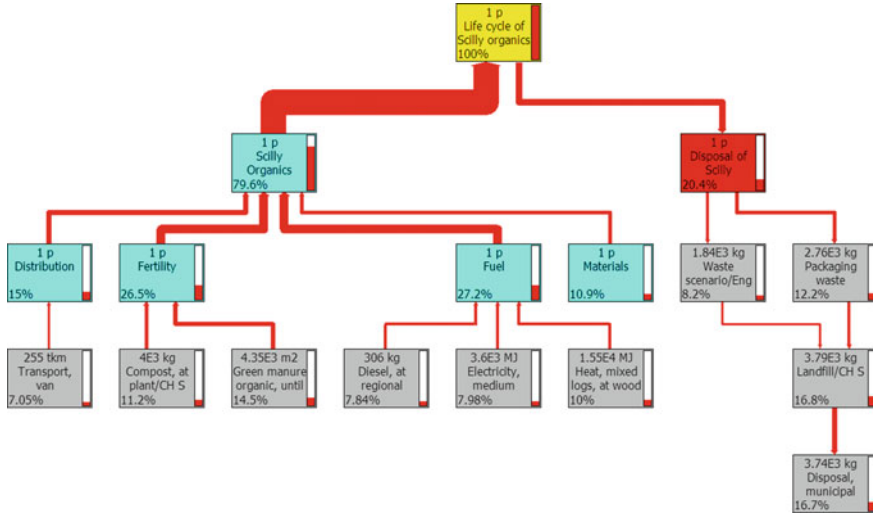 1 p
Life cycle of
Scilly organics
100%
1 p
Scilly
Organics
79.6%
1 p
Disposal of
Scilly
20.4%
1 p
Distribution
15%
1 p
Fertility
26.5%
1 p
Fuel
27.2%
1 p
Materials
10.9%
1.84E3 kg
Waste
scenario/Eng
8.2%
2.76E3 kg
Packaging
waste
12.2%
255 tkm
Transport,
van
7.05%
4E3 kg
Compost, at
plant/CH S
11.2%
4.35E3 m2
Green manure
organic, until
14.5%
306 kg
Diesel, at
regional
7.84%
3.6E3 MJ
Electricity,
medium
7.98%
1.55E4 MJ
Heat, mixed
logs, at wood
10%
3.79E3 kg
Landfill/CH S
16.8%
3.74E3 kg
Disposal,
municipal
16.7%